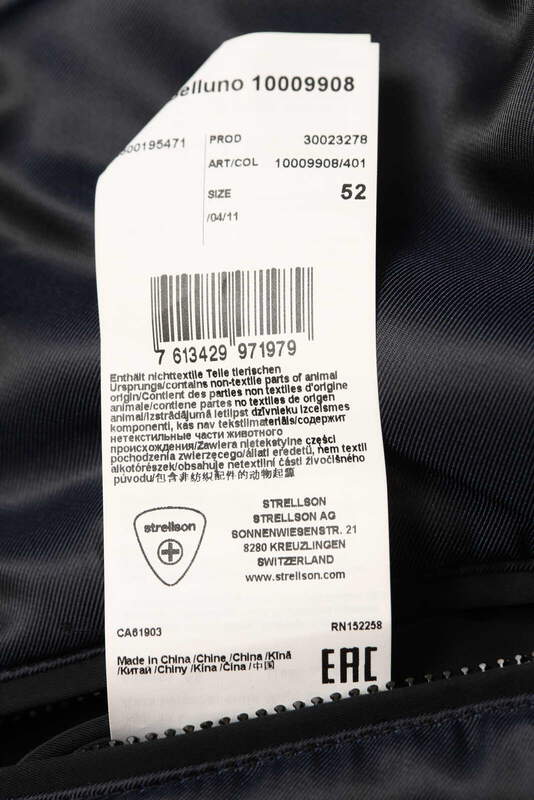 elluno 10009908
00195471
PROD 30023278
ART/COL 10009908/401
SIZE 52
/04/11
7 613429 971979
Enthält nichttextile Teile tierischen
Ursprungs/contains non-textile parts of animal
origin/Contient des parties non textiles d'origine
animale/contiene partes no textiles de origen
animal/Izstrādājumā ietilpst dzīvnieku izcelsmes
komponenti, kas nav tekstilmateriāls/содержит
нетекстильные части животного
происхождения/Zawiera nietekstylne części
pochodzenia zwierzęcego/állati eredetű, nem textil
alkotórészek/obsahuje netextilní části živočišného
původu/包含非纺织配件的动物起源
strellson
STRELLSON
STRELLSON AG
SONNENWIESENSTR. 21
8280 KREUZLINGEN
SWITZERLAND
www.strellson.com
CA61903 RN152258
Made in China /Chine /China /Ķīnā
/Китай /Chiny /Kína /Čína /中国
EAC